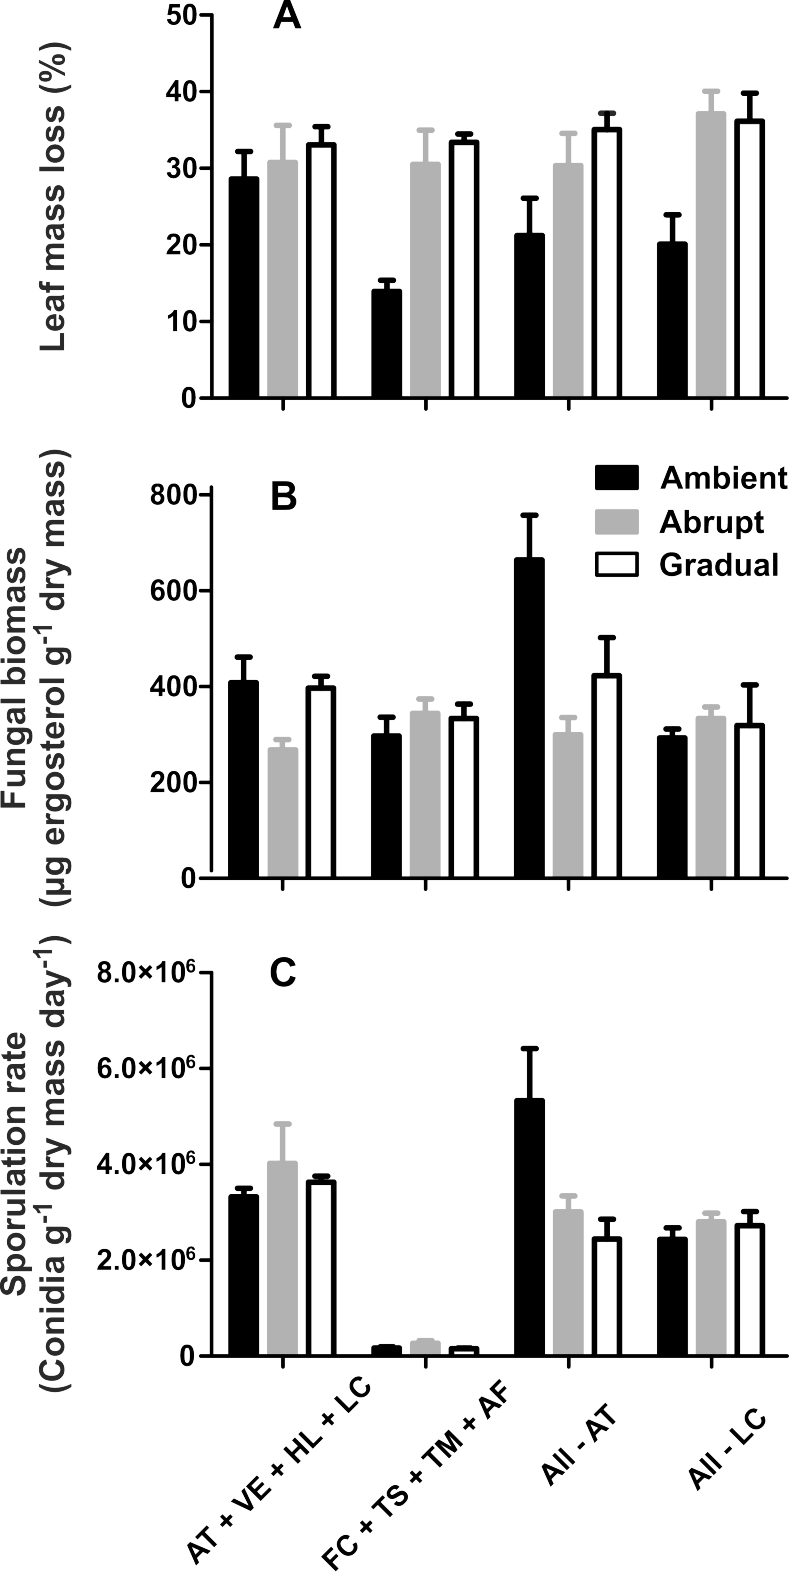 A
50
40
30
20
10
0
Leaf mass loss (%)
B
800
600
400
200
0
Fungal biomass
(µg ergosterol g⁻¹ dry mass)
Ambient
Abrupt
Gradual
C
8.0×10⁶
6.0×10⁶
4.0×10⁶
2.0×10⁶
0
Sporulation rate
(Conidia g⁻¹ dry mass day⁻¹)
AT + VE + HL + LC
FC + TS + TM + AF
All - AT
All - LC